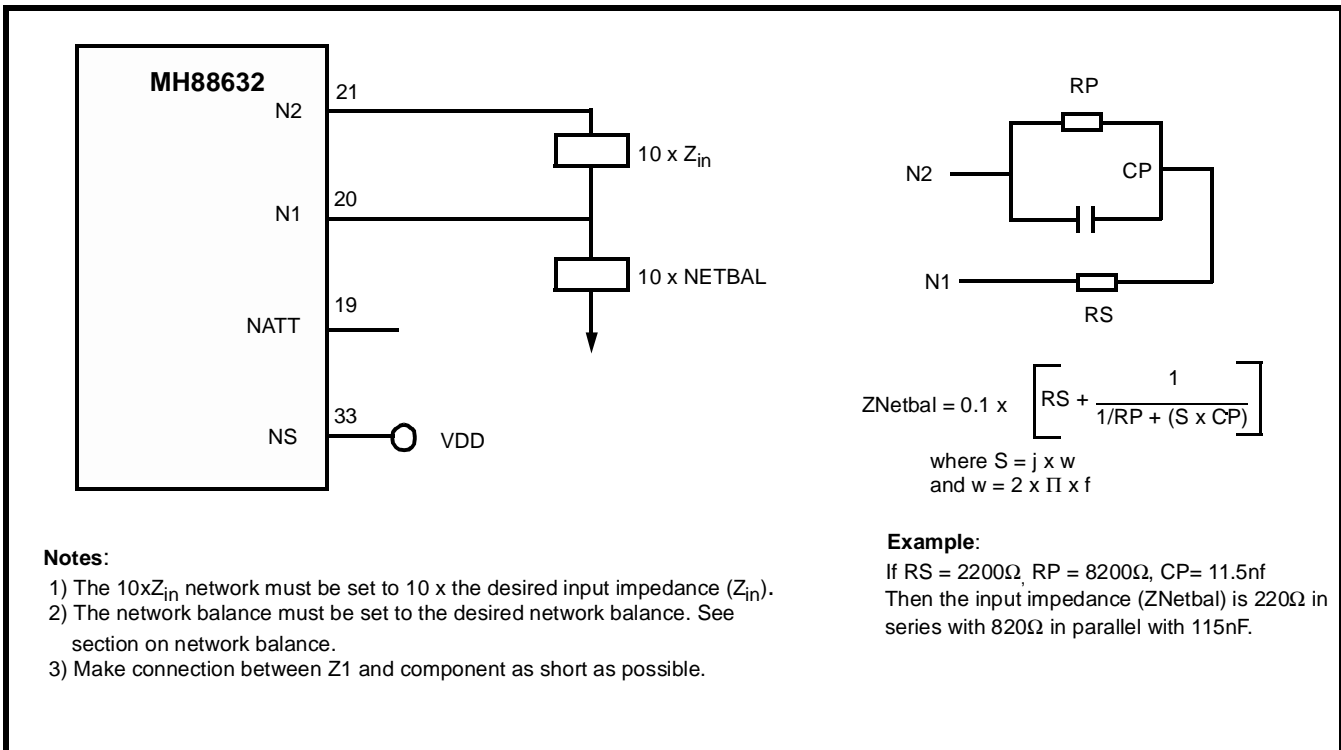 MH88632
N2
21
10 x Zin
N1
20
10 x NETBAL
NATT
19
NS
33
VDD
RP
N2
CP
N1
RS
ZNetbal = 0.1 x [RS + 1 / 1/RP + (S x CP)]
where S = j x w
and w = 2 x Π x f
Notes:
1) The 10xZin network must be set to 10 x the desired input impedance (Zin).
2) The network balance must be set to the desired network balance. See
section on network balance.
3) Make connection between Z1 and component as short as possible.
Example:
If RS = 2200Ω, RP = 8200Ω, CP= 11.5nf
Then the input impedance (ZNetbal) is 220Ω in
series with 820Ω in parallel with 115nF.